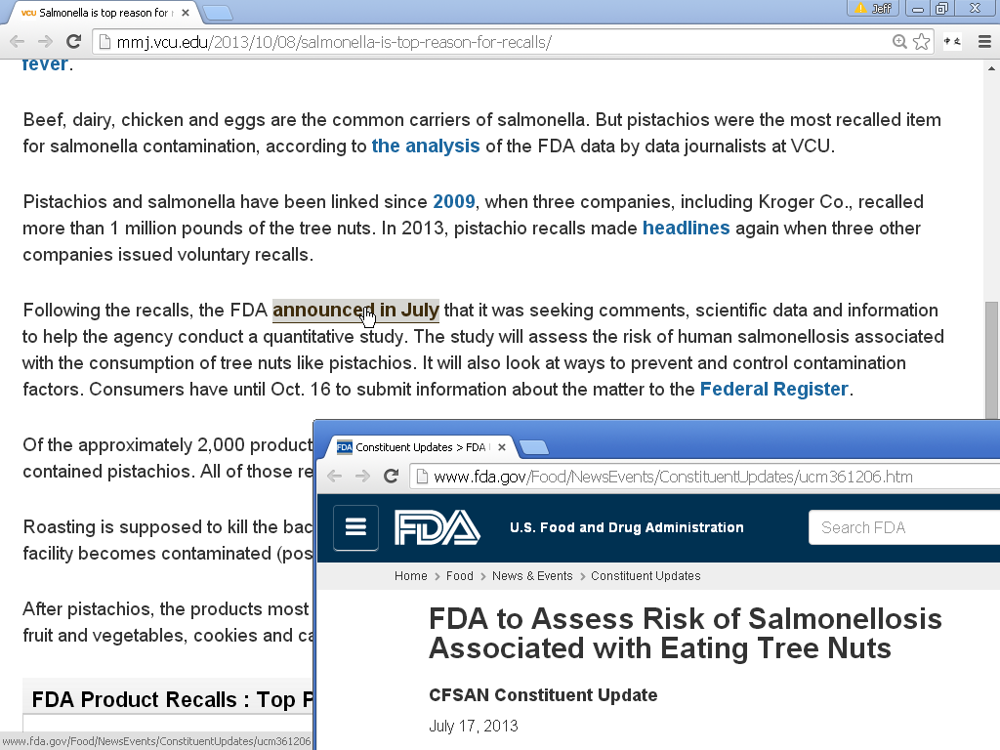 vcu Salmonella is top reason for
Jeff
mmj.vcu.edu/2013/10/08/salmonella-is-top-reason-for-recalls/
fever.
Beef, dairy, chicken and eggs are the common carriers of salmonella. But pistachios were the most recalled item
for salmonella contamination, according to the analysis of the FDA data by data journalists at VCU.
Pistachios and salmonella have been linked since 2009, when three companies, including Kroger Co., recalled
more than 1 million pounds of the tree nuts. In 2013, pistachio recalls made headlines again when three other
companies issued voluntary recalls.
Following the recalls, the FDA announced in July that it was seeking comments, scientific data and information
to help the agency conduct a quantitative study. The study will assess the risk of human salmonellosis associated
with the consumption of tree nuts like pistachios. It will also look at ways to prevent and control contamination
factors. Consumers have until Oct. 16 to submit information about the matter to the Federal Register.
Of the approximately 2,000 product
contained pistachios. All of those re
Roasting is supposed to kill the bac
facility becomes contaminated (pos
After pistachios, the products most
fruit and vegetables, cookies and ca
FDA Product Recalls : Top P
www.fda.gov/Food/NewsEvents/ConstituentUpdates/ucm361206
FDA Constituent Updates > FDA
www.fda.gov/Food/NewsEvents/ConstituentUpdates/ucm361206.htm
FDA U.S. Food and Drug Administration Search FDA
Home > Food > News & Events > Constituent Updates
FDA to Assess Risk of Salmonellosis
Associated with Eating Tree Nuts
CFSAN Constituent Update
July 17, 2013